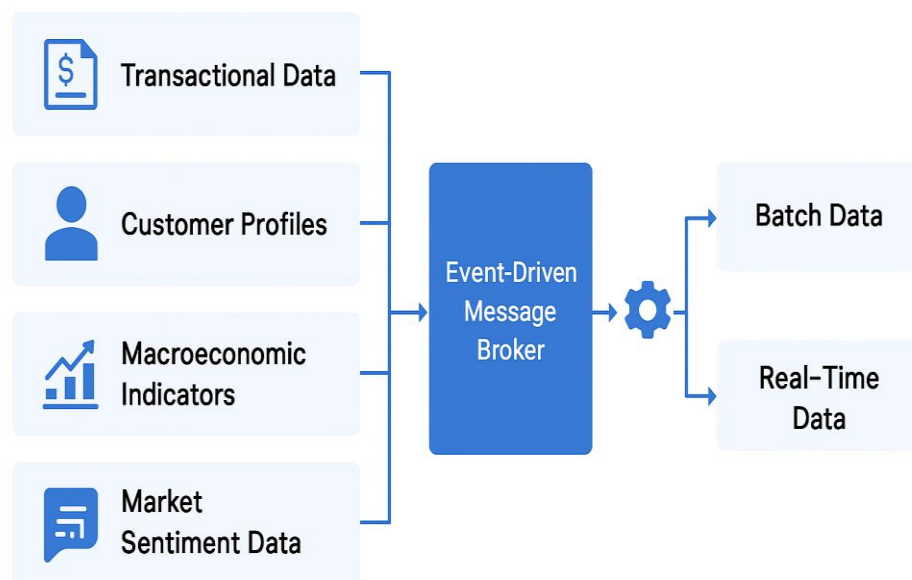 $
Transactional Data
Customer Profiles
Macroeconomic
Indicators
Market
Sentiment Data
Event-Driven
Message
Broker
Batch Data
Real-Time
Data